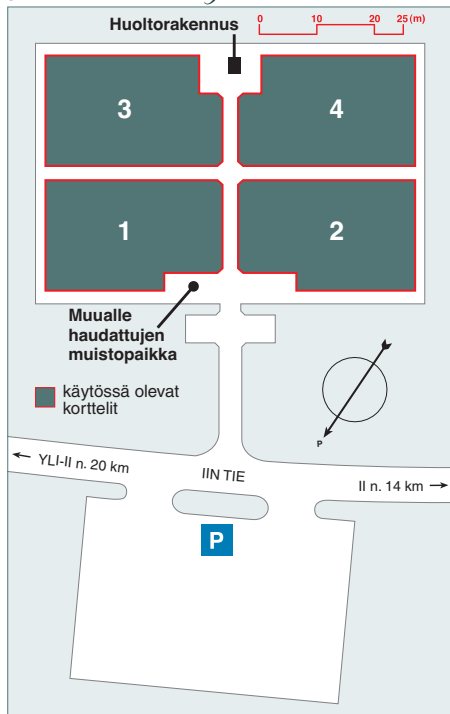 Huoltorakennus
0 10 20 25 (m)
3
4
1
2
Muualle
haudattujen
muistopaikka
käytössä olevat
korttelit
P
← YLI-II n. 20 km
IIN TIE
II n. 14 km →
P